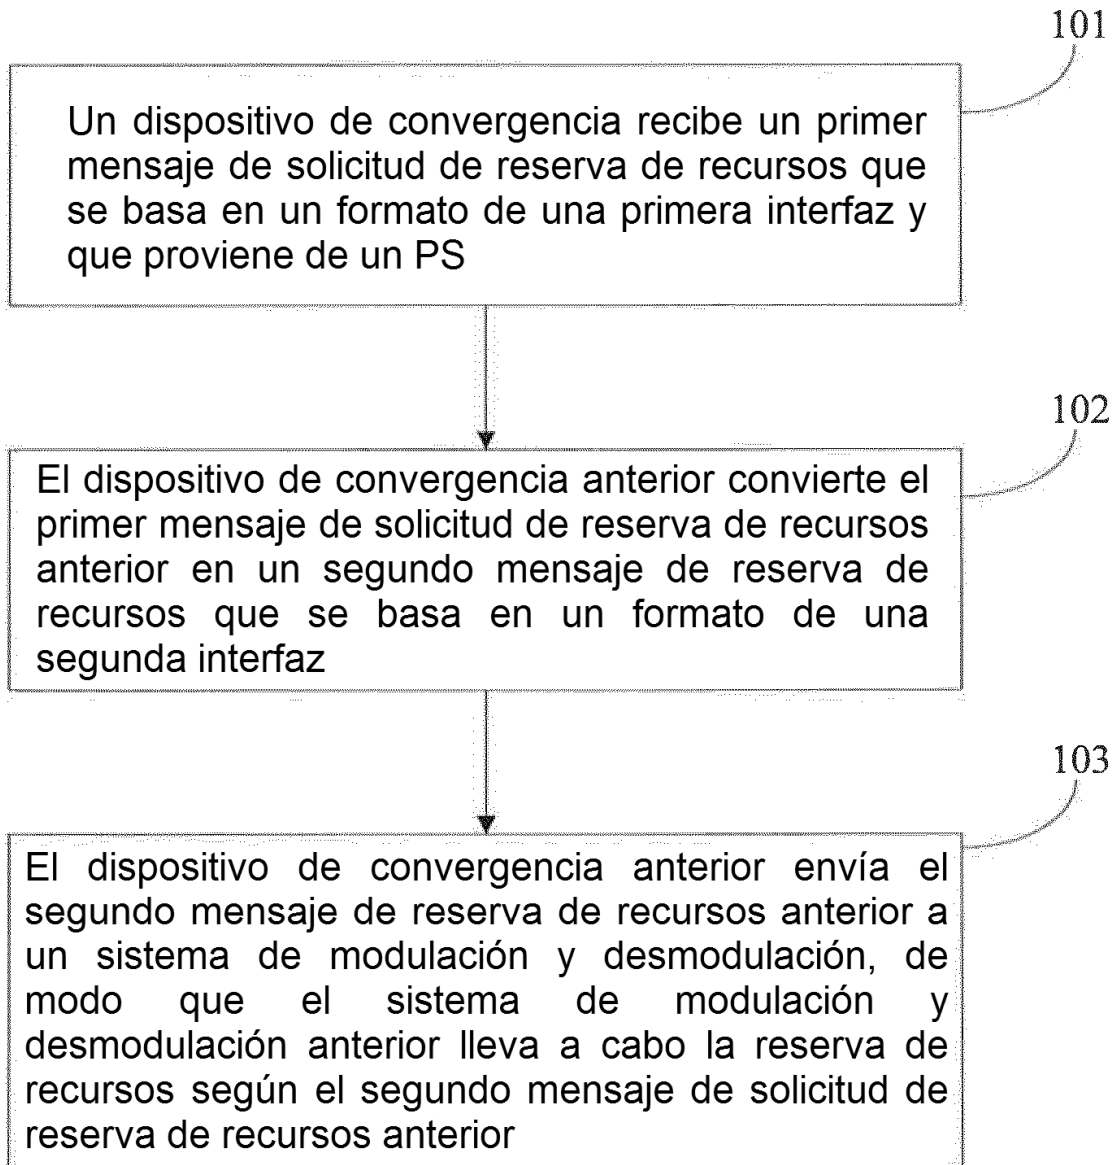 101
Un dispositivo de convergencia recibe un primer
mensaje de solicitud de reserva de recursos que
se basa en un formato de una primera interfaz y
que proviene de un PS
102
El dispositivo de convergencia anterior convierte el
primer mensaje de solicitud de reserva de recursos
anterior en un segundo mensaje de reserva de
recursos que se basa en un formato de una
segunda interfaz
103
El dispositivo de convergencia anterior envía el
segundo mensaje de reserva de recursos anterior a
un sistema de modulación y desmodulación, de
modo que el sistema de modulación y
desmodulación anterior lleva a cabo la reserva de
recursos según el segundo mensaje de solicitud de
reserva de recursos anterior